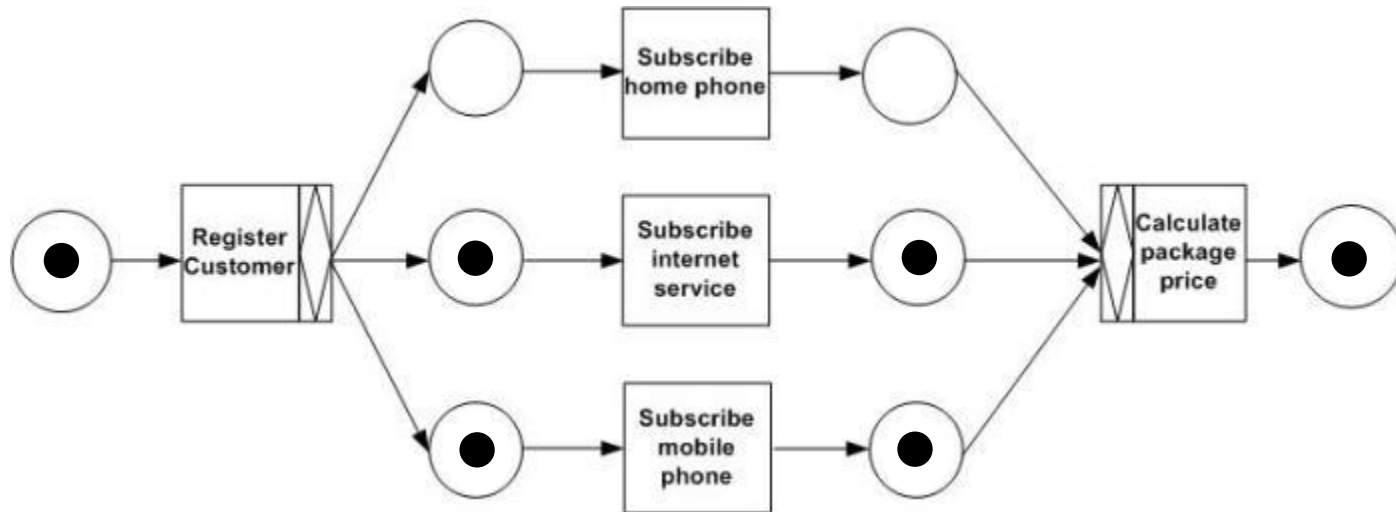 Subscribe
home phone
Register
Customer
Subscribe
internet
service
Calculate
package
price
Subscribe
mobile
phone